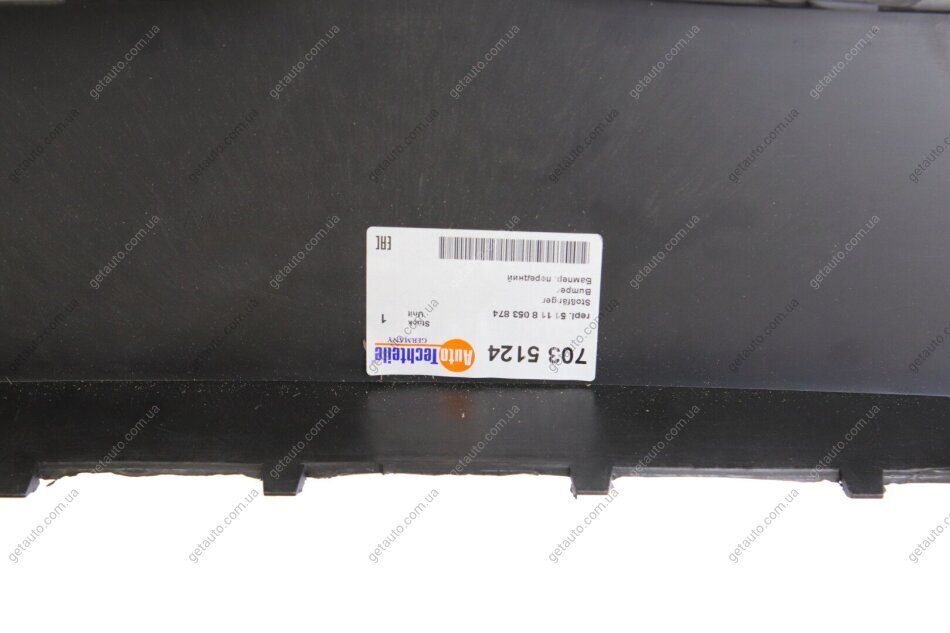 703 5124
AutoTechteile
GERMANY
repl. 51 11 8 053 874
Stück
Unit
1
Stoßfänger
Bumper
Бампер. передний
EAC
getauto.com.ua